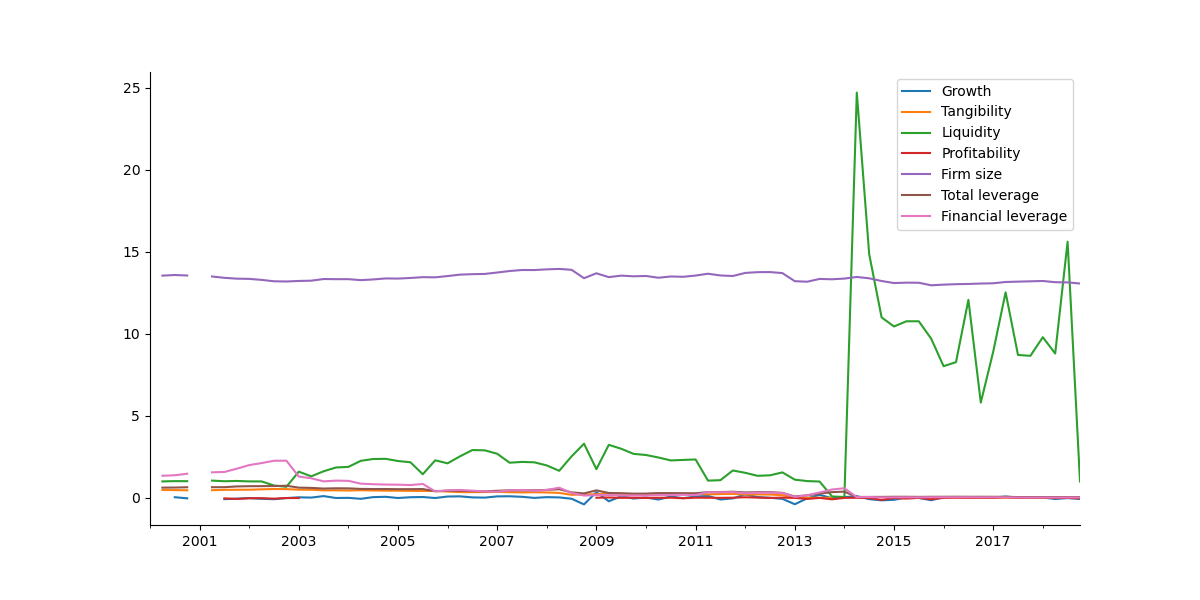 25
20
15
10
5
0
2001
2003
2005
2007
2009
2011
2013
2015
2017
Growth
Tangibility
Liquidity
Profitability
Firm size
Total leverage
Financial leverage